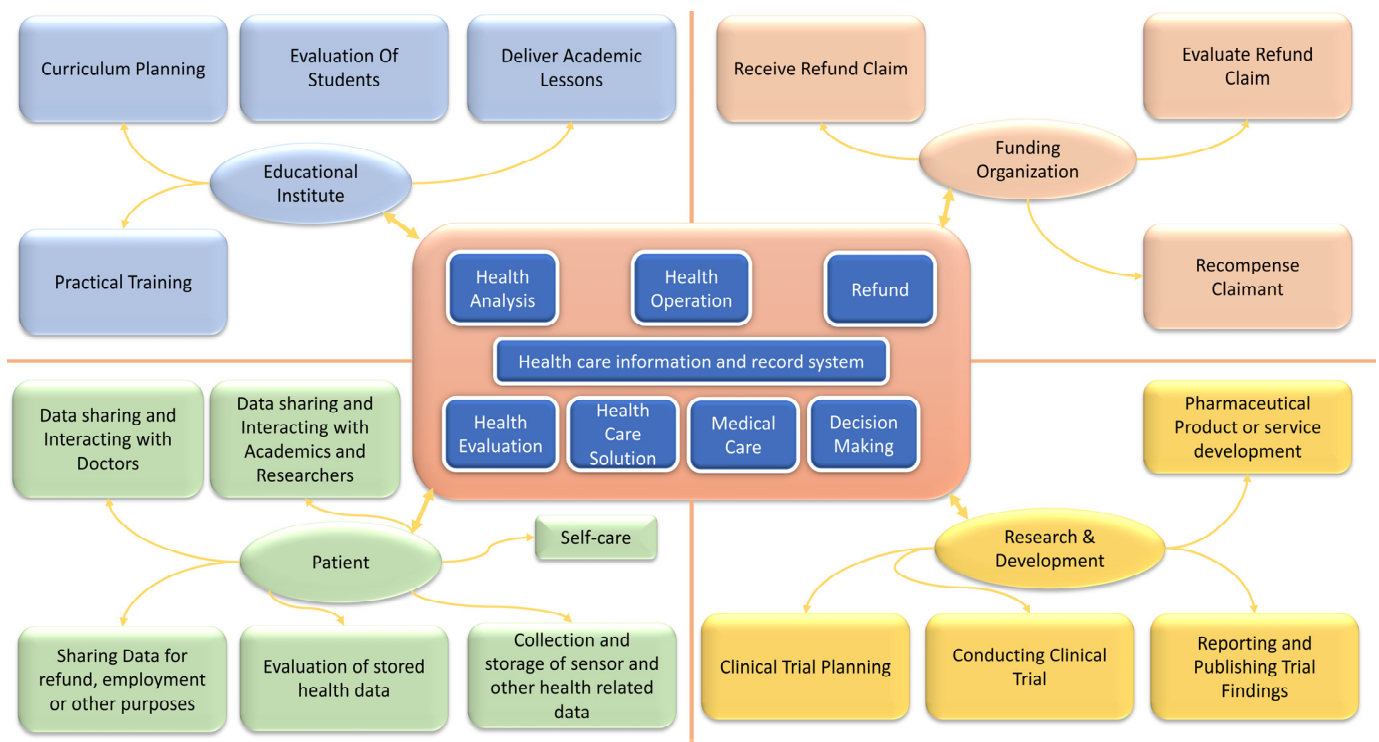 Curriculum Planning
Evaluation Of
Students
Deliver Academic
Lessons
Educational
Institute
Practical Training
Receive Refund Claim
Evaluate Refund
Claim
Funding
Organization
Recompense
Claimant
Health
Analysis
Health
Operation
Refund
Health care information and record system
Health
Evaluation
Health
Care
Solution
Medical
Care
Decision
Making
Data sharing and
Interacting with
Doctors
Data sharing and
Interacting with
Academics and
Researchers
Self-care
Patient
Sharing Data for
refund, employment
or other purposes
Evaluation of stored
health data
Collection and
storage of sensor and
other health related
data
Pharmaceutical
Product or service
development
Research &
Development
Clinical Trial Planning
Conducting Clinical
Trial
Reporting and
Publishing Trial
Findings